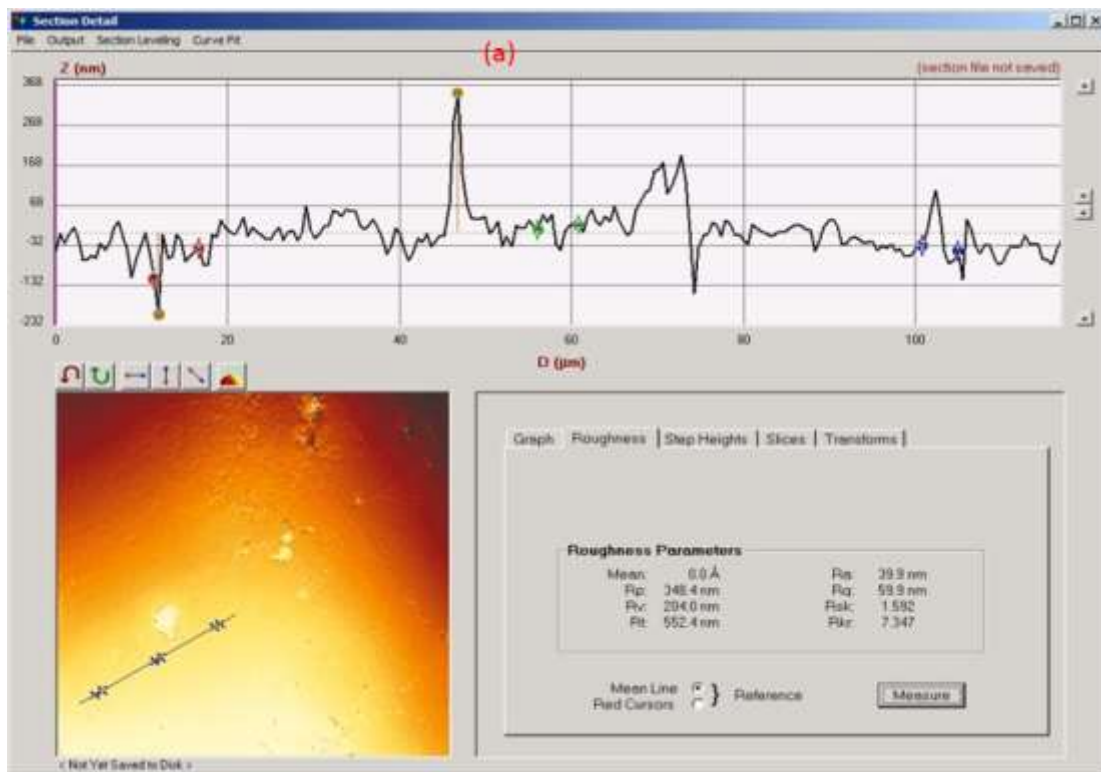 Section Detail
File Output Section Leveling Curve Fit
(a)
Z (nm) (section file not saved)
368
268
168
68
-32
-132
-232
0 20 40 60 80 100
D (µm)
Graph Roughness Step Heights Slices Transforms
Roughness Parameters
Mean: 0.0 Å Ra: 39.9 nm
Rp: 348.4 nm Rq: 59.9 nm
Rv: 204.0 nm Rsk: 1.592
Rt: 552.4 nm Rkr: 7.347
Mean Line
} Reference
Red Cursors
Measure
< Not Yet Saved to Disk >